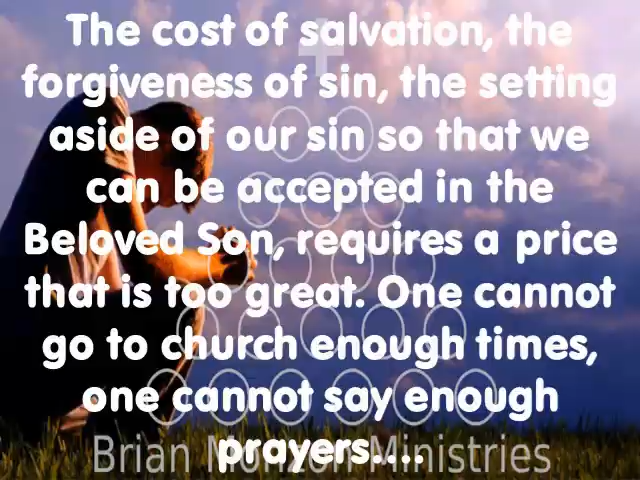 The cost of salvation, the
forgiveness of sin, the setting
aside of our sin so that we
can be accepted in the
Beloved Son, requires a price
that is too great. One cannot
go to church enough times,
one cannot say enough
prayers....
Brian Ministries